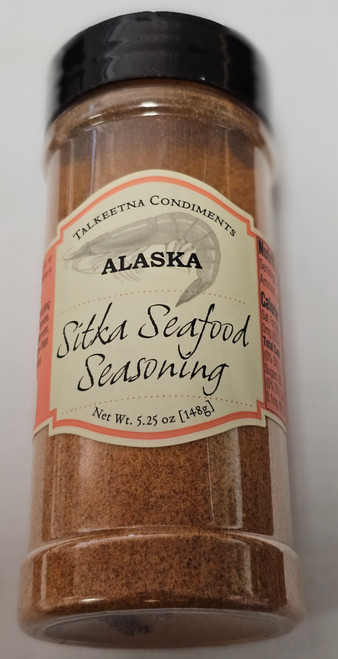 TALKEETNA CONDIMENTS
ALASKA
Sitka Seafood
Seasoning
Net Wt. 5.25 oz [148g]